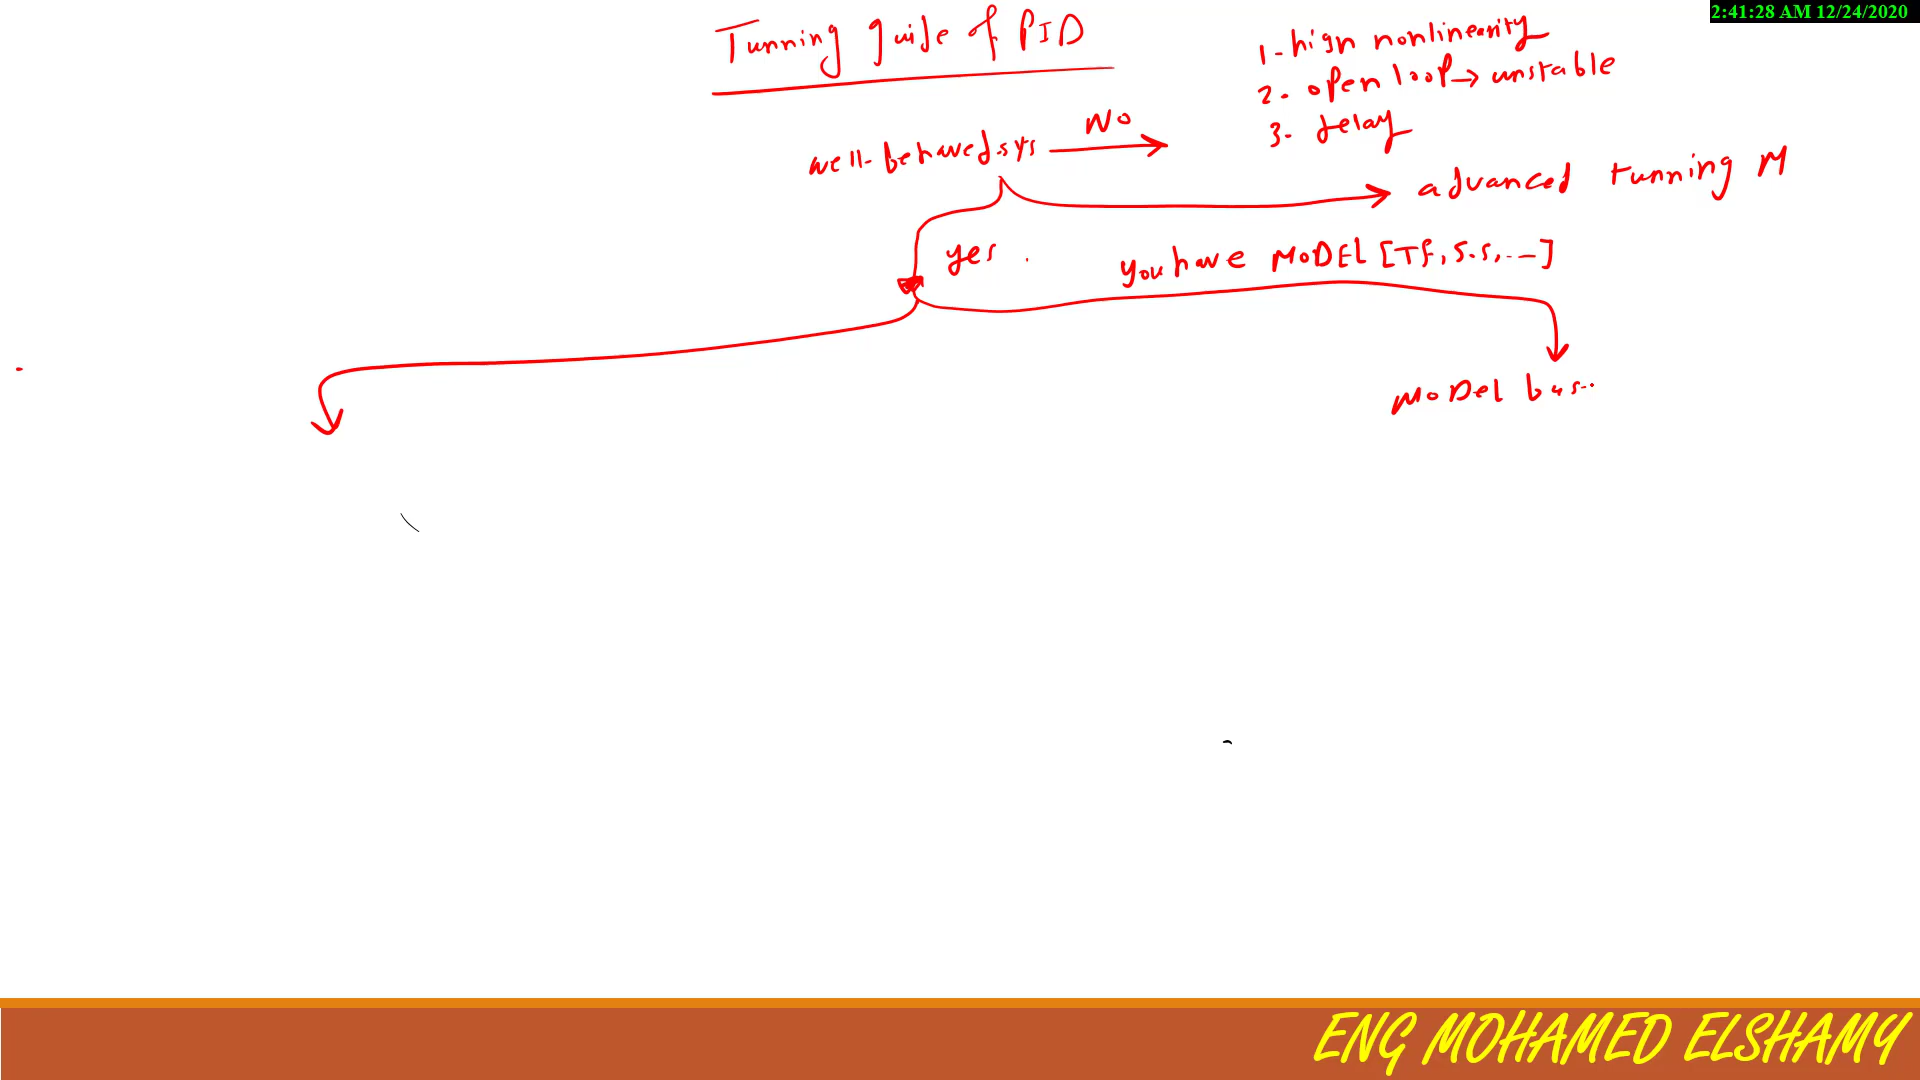 2:41:28 AM 12/24/2020
Tunning guide of PID
1- hign nonlinearity
2. open loop → unstable
3. delay
well-behaved sys
NO
advanced tunning M
yes .
you have MODEL [TF, S.S, ...]
MODEL bas..
ENG MOHAMED ELSHAMY